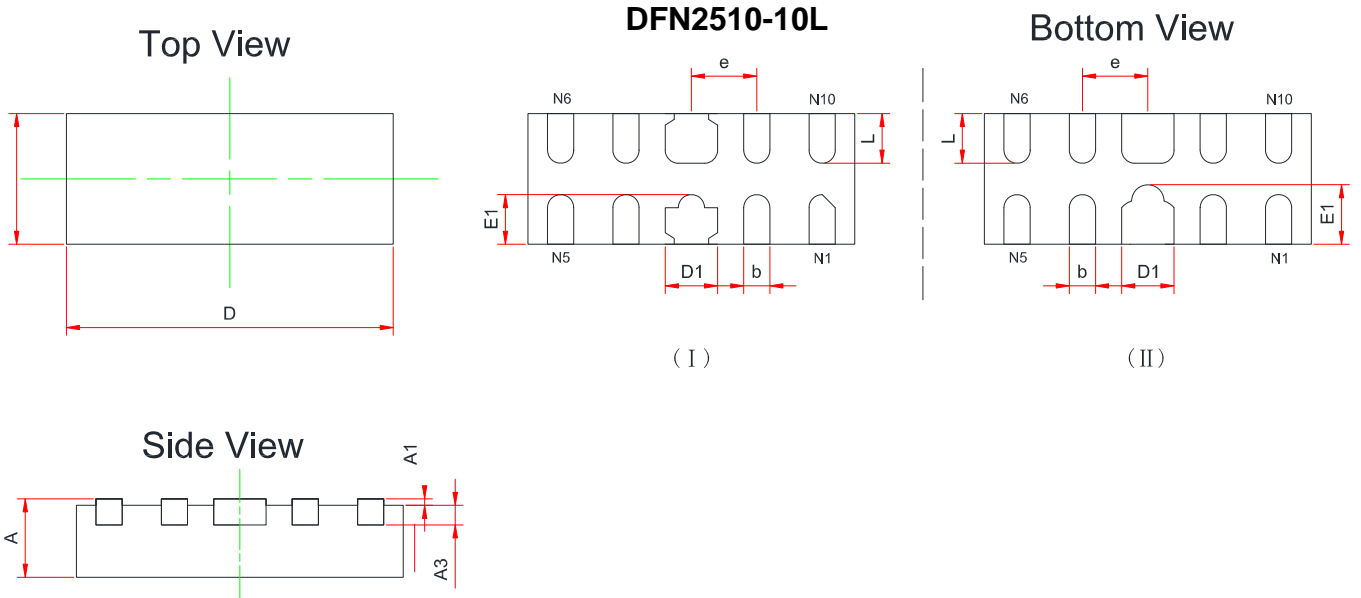 DFN2510-10L
Top View
Bottom View
e
e
N6
N10
N6
N10
L
L
E1
E1
N5
D1
b
N1
N5
b
D1
N1
D
(Ⅰ)
(Ⅱ)
Side View
A1
A
A3